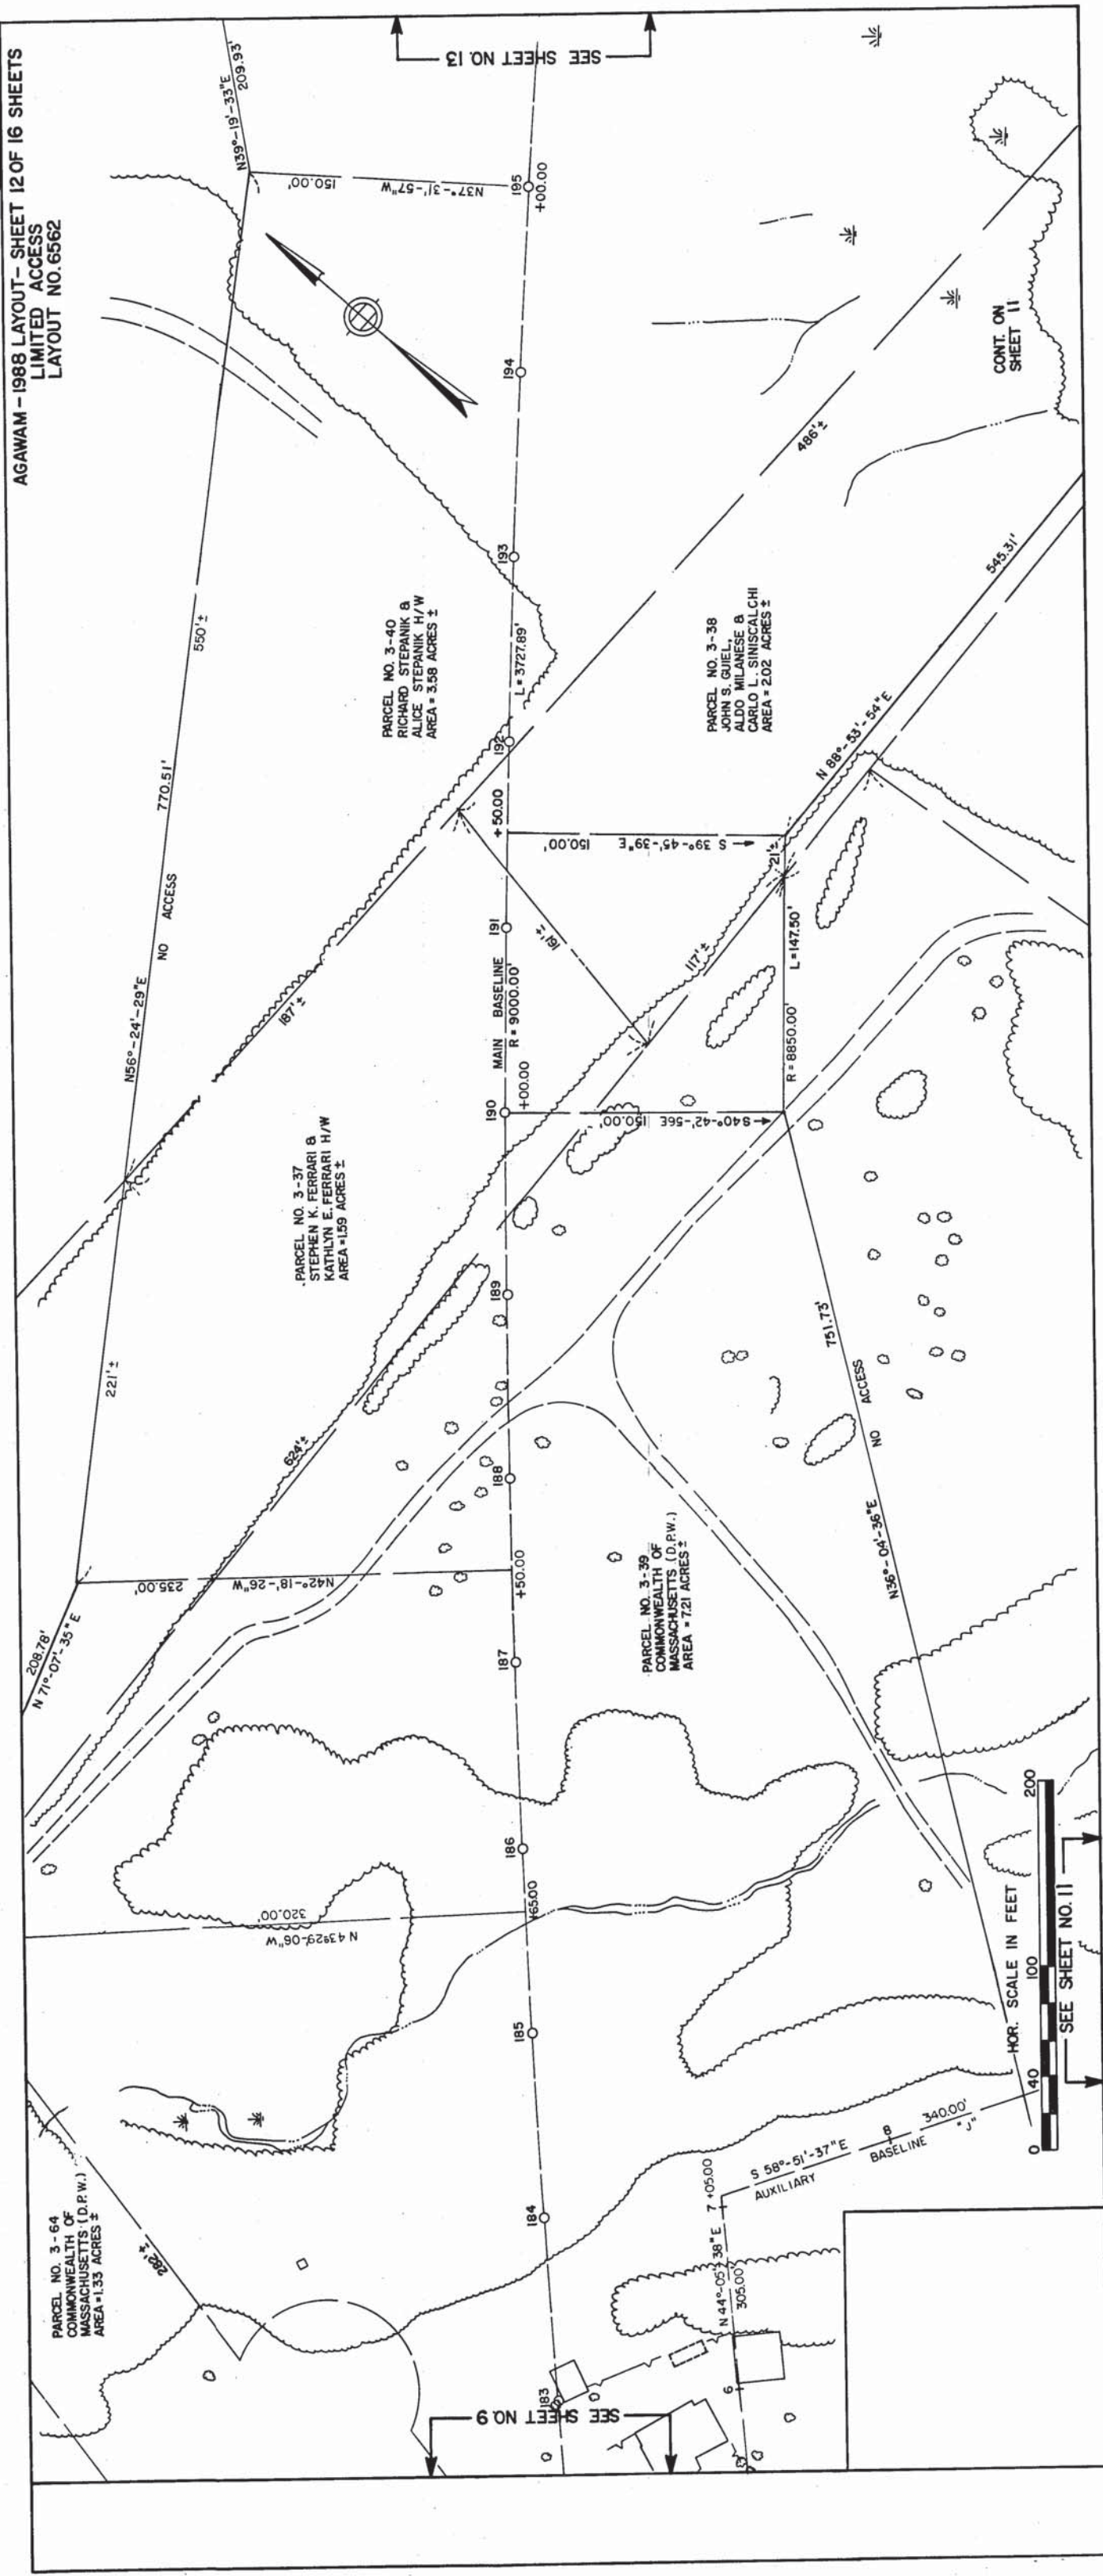 AGAWAM - 1988 LAYOUT - SHEET 12 OF 16 SHEETS
LIMITED ACCESS
LAYOUT NO. 6562
SEE SHEET NO. 13
N39°-19'-33"E
209.93'
150.00'
N37°-31'-57"W
195
+00.00
194
193
L = 3727.89'
192
+50.00
191
MAIN BASELINE
R = 9000.00'
190
+00.00
189
188
+50.00
187
186
+65.00
185
184
183
550'±
770.51'
NO ACCESS
N56°-24'-29"E
221'±
208.78'
N 71°-07'-35"E
PARCEL NO. 3-40
RICHARD STEPANIK &
ALICE STEPANIK H/W
AREA = 3.58 ACRES ±
PARCEL NO. 3-38
JOHN S. GUIEL,
ALDO MILANESE &
CARLO L. SINISCALCHI
AREA = 2.02 ACRES ±
PARCEL NO. 3-37
STEPHEN K. FERRARI &
KATHLYN E. FERRARI H/W
AREA = 1.59 ACRES ±
PARCEL NO. 3-39
COMMONWEALTH OF
MASSACHUSETTS (D.P.W.)
AREA = 7.21 ACRES ±
PARCEL NO. 3-64
COMMONWEALTH OF
MASSACHUSETTS (D.P.W.)
AREA = 1.33 ACRES ±
CONT. ON
SHEET 11
486'±
545.31'
N 88°-53'-54"E
S 39°-45'-39"E
150.00'
21'±
161'±
187'±
117'±
L = 147.50'
R = 8850.00'
S40°-42'-56E
150.00'
624'±
751.73'
NO ACCESS
N36°-04'-36"E
235.00'
N42°-18'-26"W
320.00'
N 43°29'-06"W
282'±
S 58°-51'-37"E
340.00'
AUXILIARY BASELINE "J"
8
7 +05.00
N 44°-05'-38"E
305.00'
6
SEE SHEET NO. 9
HOR. SCALE IN FEET
0 40 100 200
SEE SHEET NO. 11